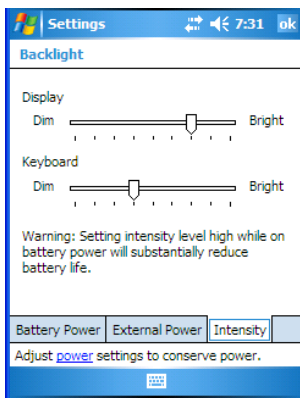 Settings 7:31 ok
Backlight
Display
Dim Bright
Keyboard
Dim Bright
Warning: Setting intensity level high while on
battery power will substantially reduce
battery life.
Battery Power External Power Intensity
Adjust power settings to conserve power.